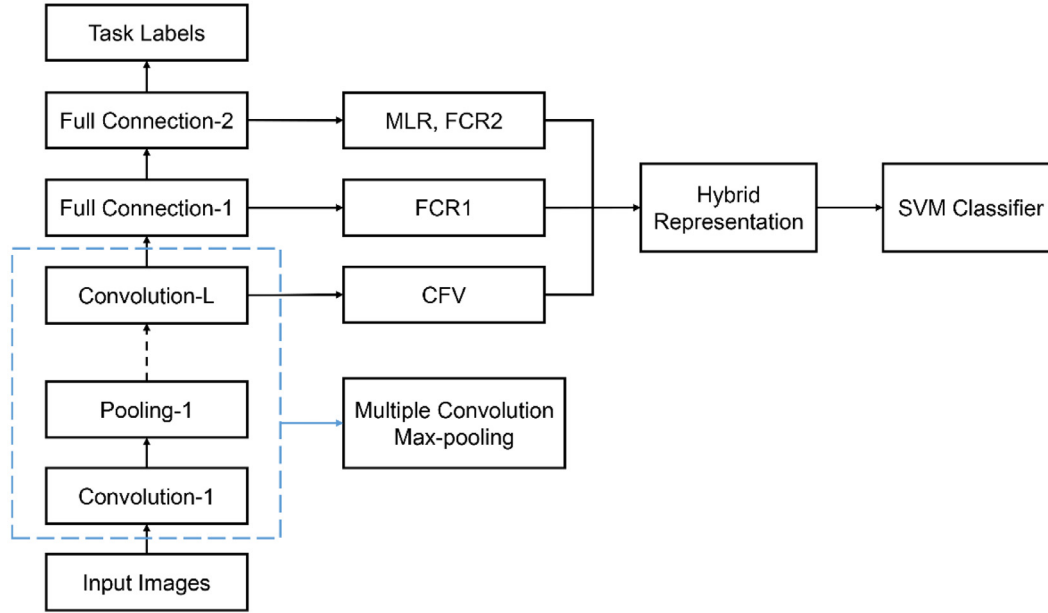 Task Labels
Full Connection-2
MLR, FCR2
Full Connection-1
FCR1
Hybrid
Representation
SVM Classifier
Convolution-L
CFV
Pooling-1
Multiple Convolution
Max-pooling
Convolution-1
Input Images